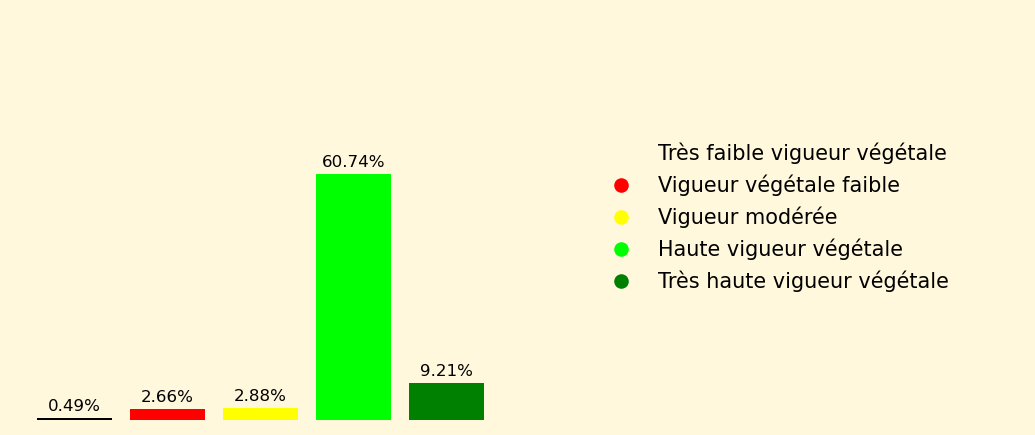 60.74%
9.21%
2.88%
2.66%
0.49%
Très faible vigueur végétale
Vigueur végétale faible
Vigueur modérée
Haute vigueur végétale
Très haute vigueur végétale